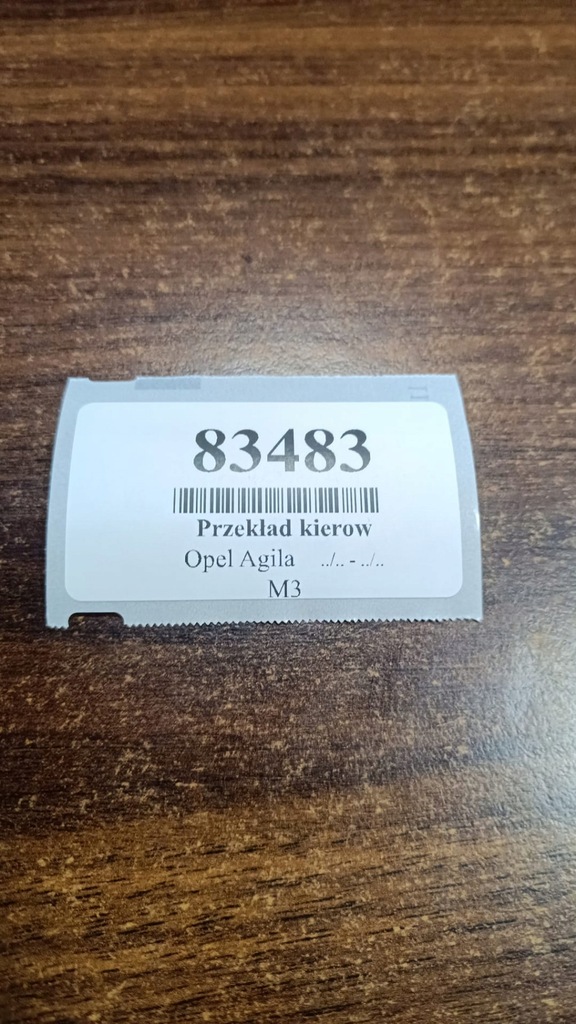 83483
Przekład kierow
Opel Agila ../.. - ../..
M3